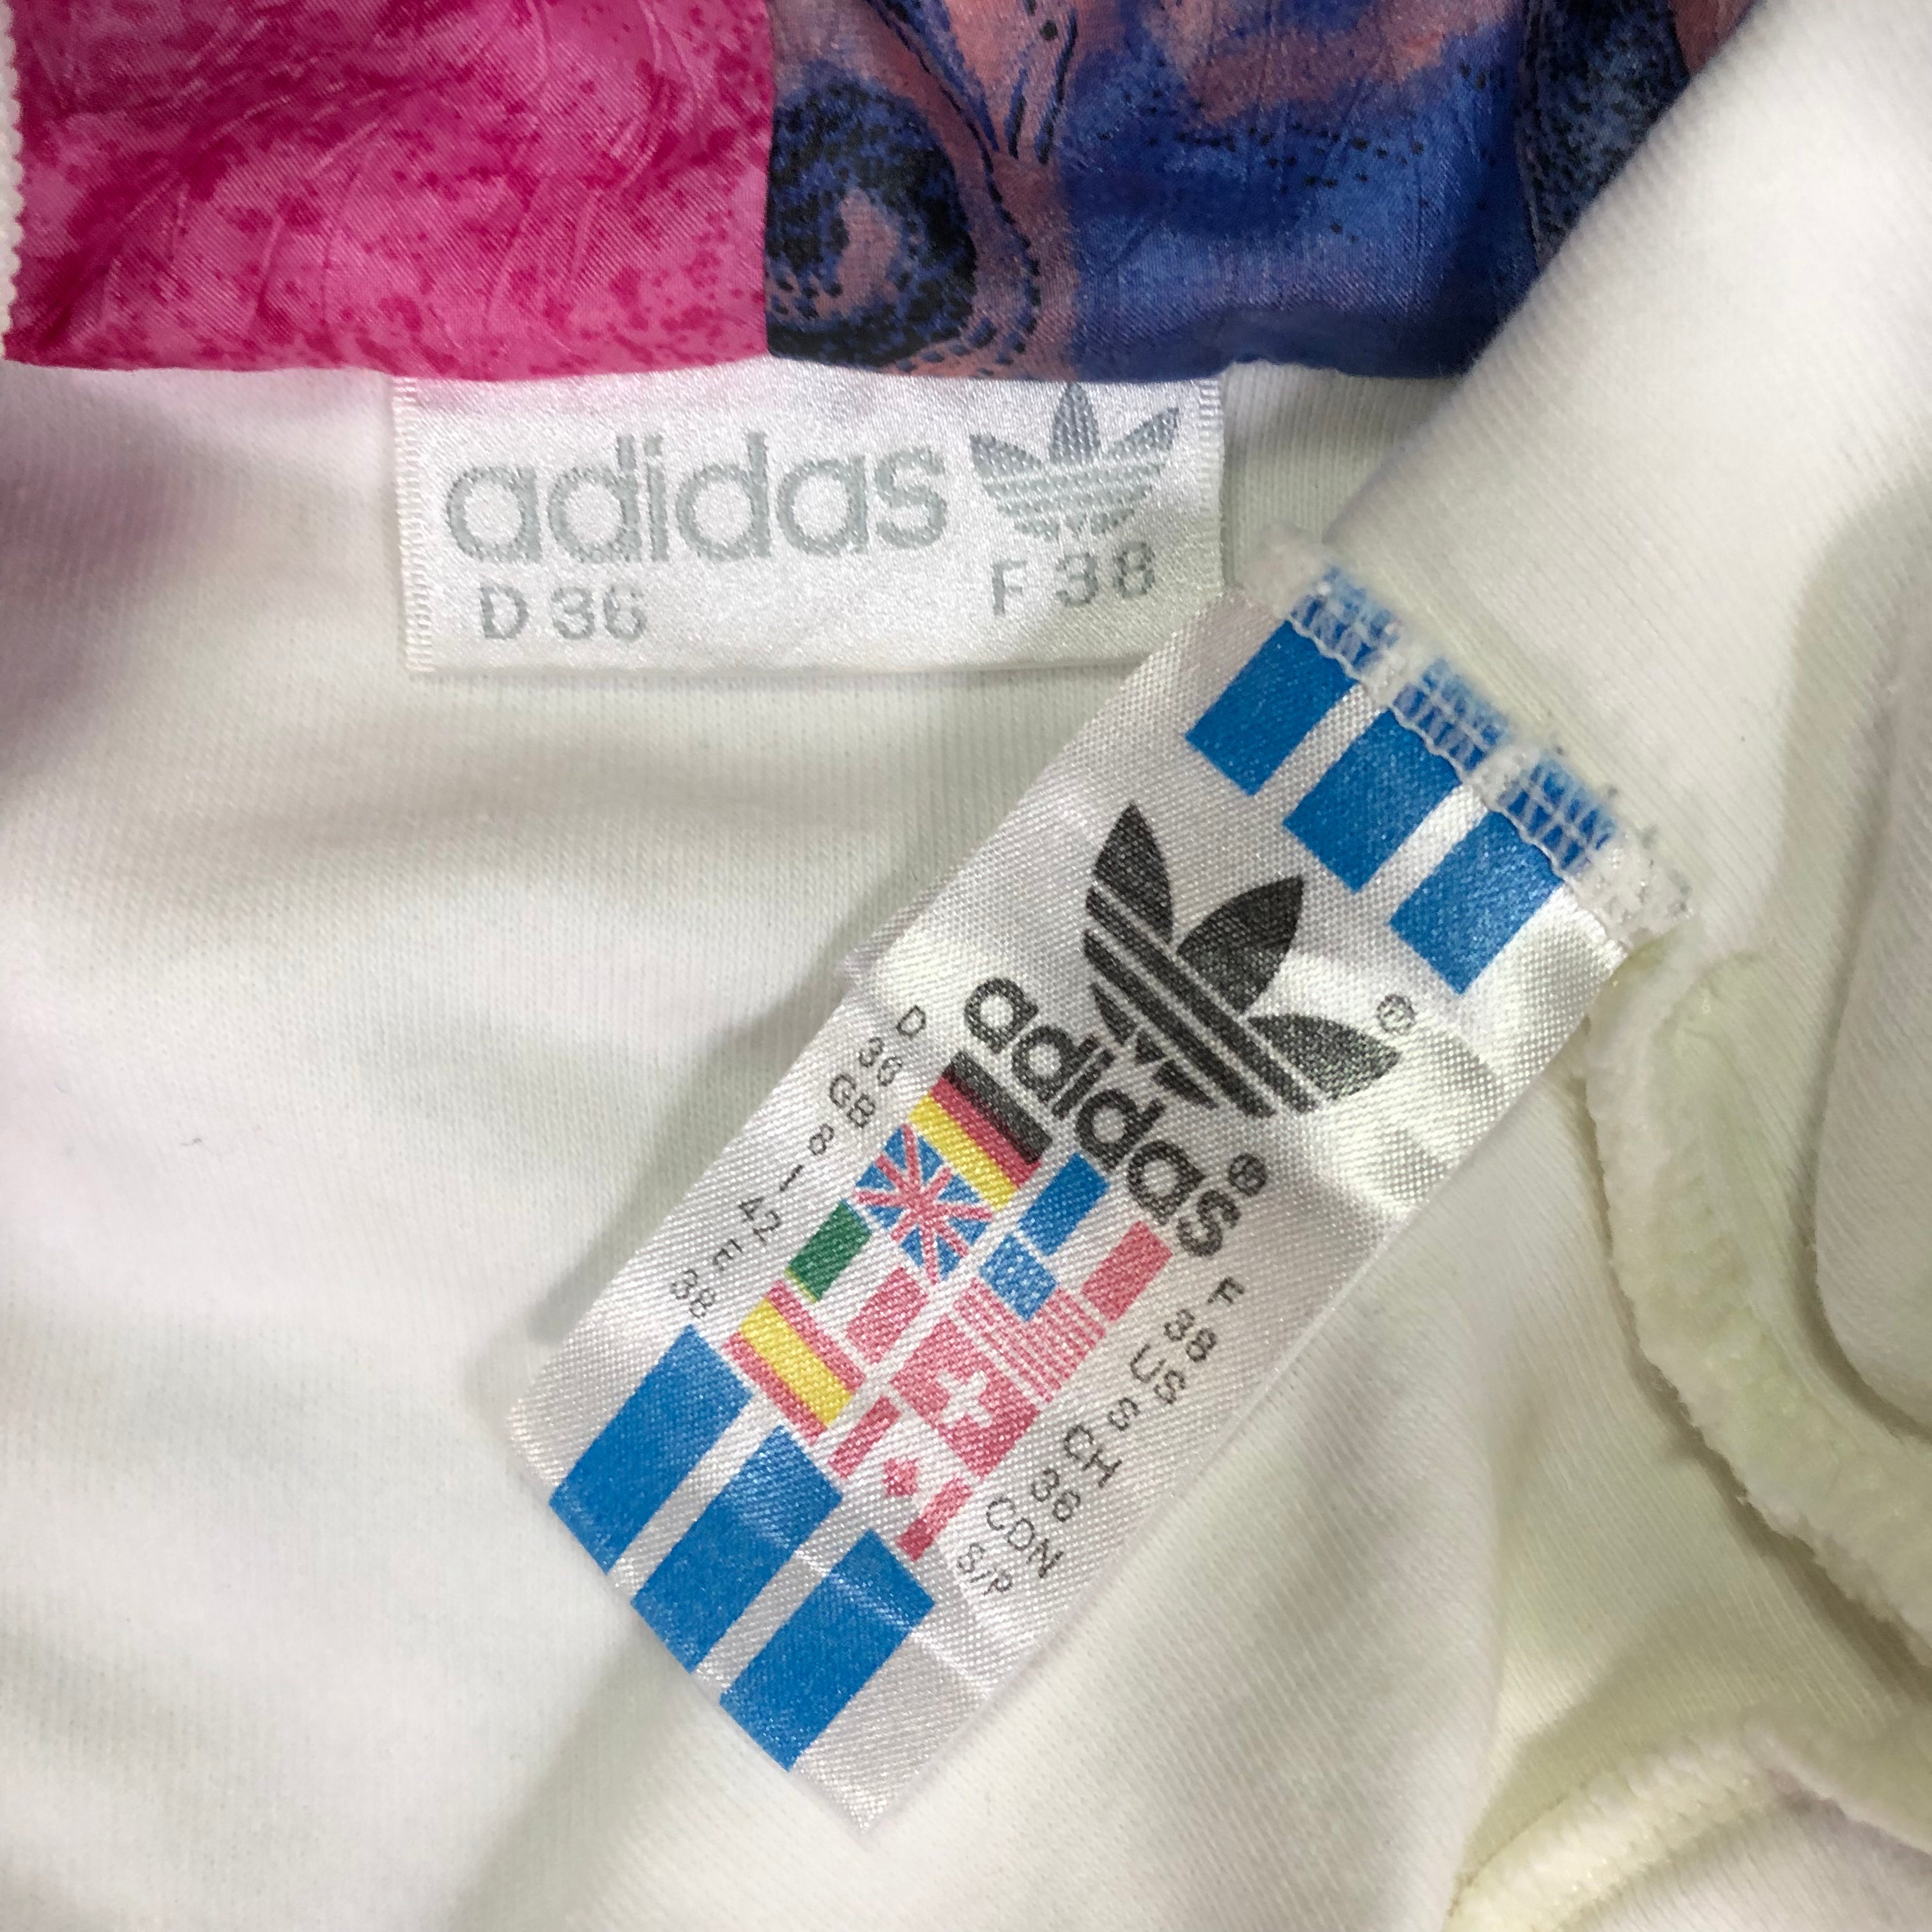 adidas
D 36 F 38
®
adidas®
D 36 GB 8 I 42 E 38
F 38 US S CH 36 CDN S/P